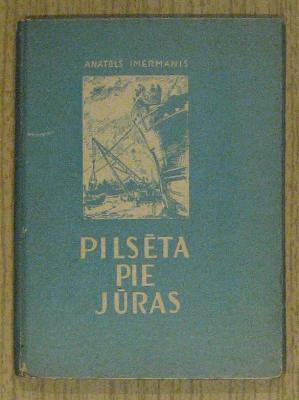 ANATOLS IMERMANIS
PILSĒTA
PIE
JŪRAS